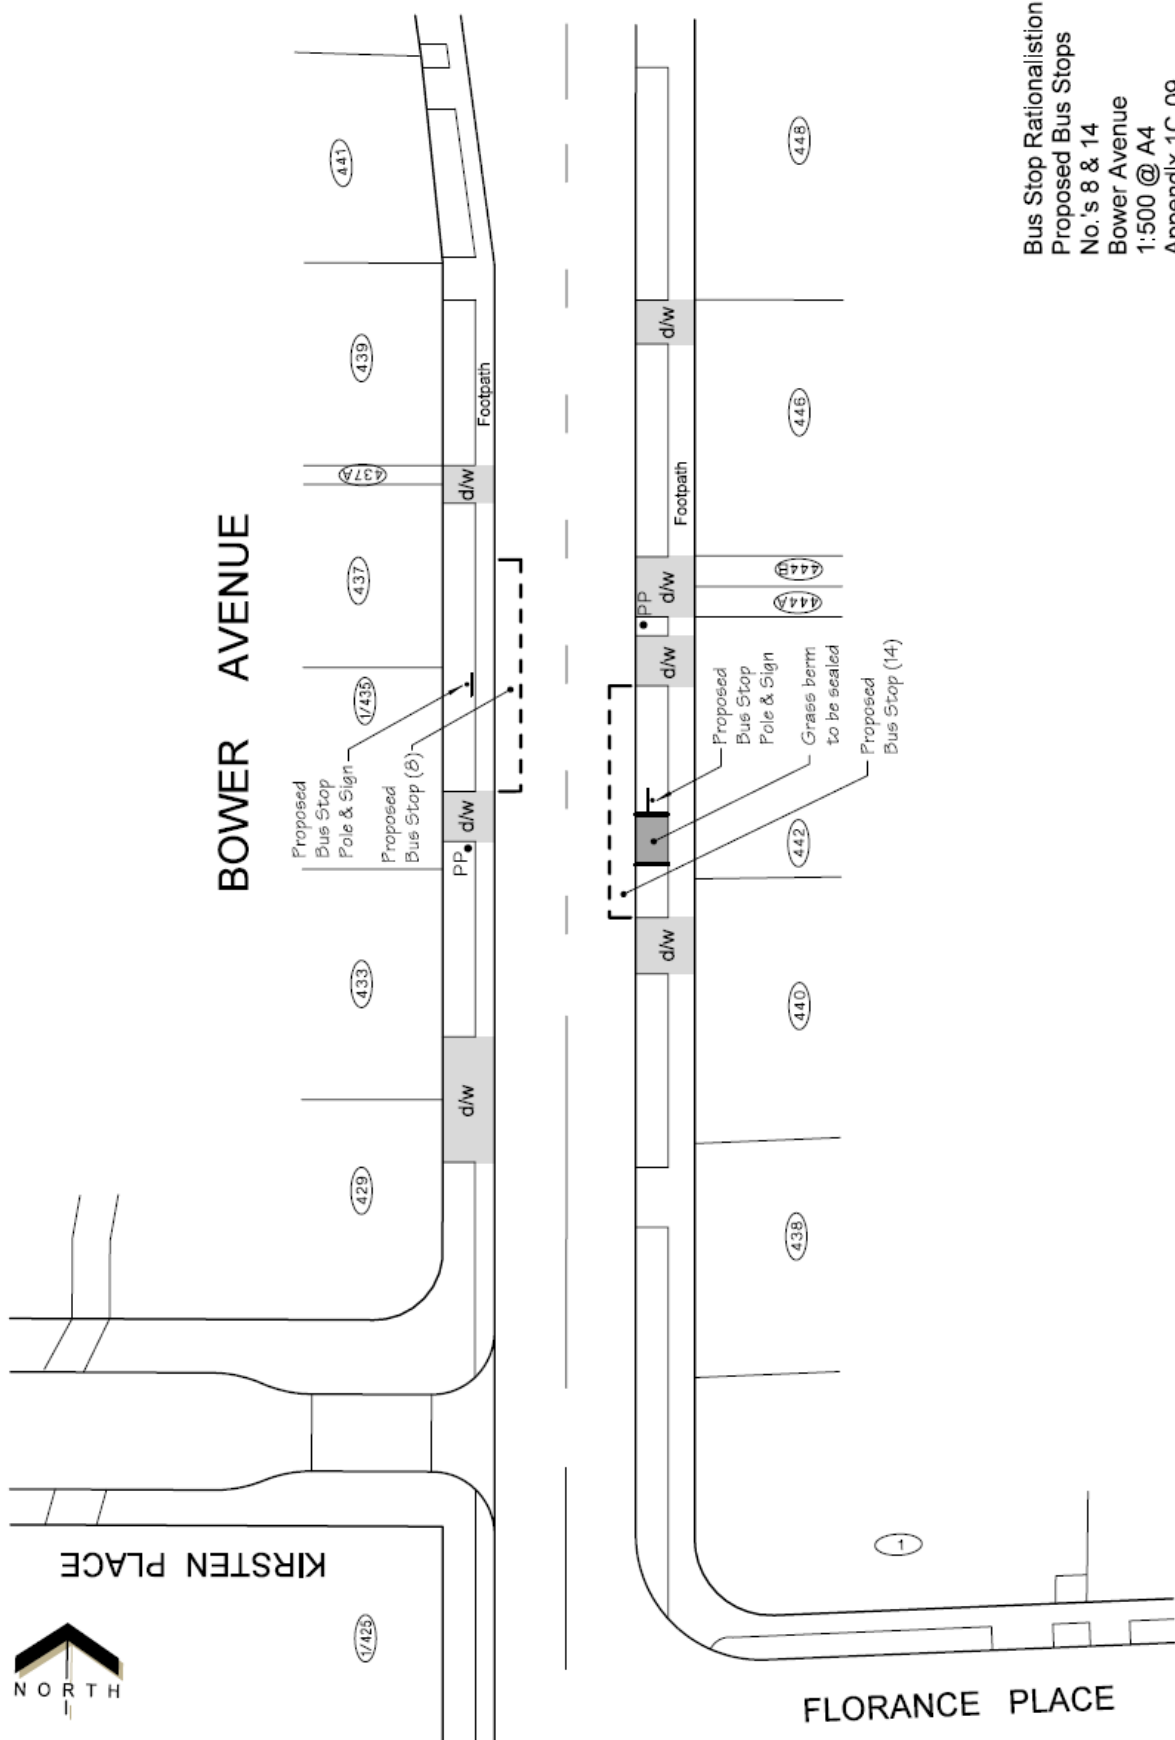 Bus Stop Rationalistion
Proposed Bus Stops
No.'s 8 & 14
Bower Avenue
1:500 @ A4
Appendix 1C 09
BOWER AVENUE
441
439
437A
437
1/435
433
429
1/425
448
446
444B
444A
442
440
438
1
Footpath
Footpath
d/w
d/w
d/w
d/w
d/w
d/w
d/w
PP
PP
Proposed
Bus Stop
Pole & Sign
Proposed
Bus Stop (8)
Proposed
Bus Stop
Pole & Sign
Grass berm
to be sealed
Proposed
Bus Stop (14)
KIRSTEN PLACE
NORTH
FLORANCE PLACE